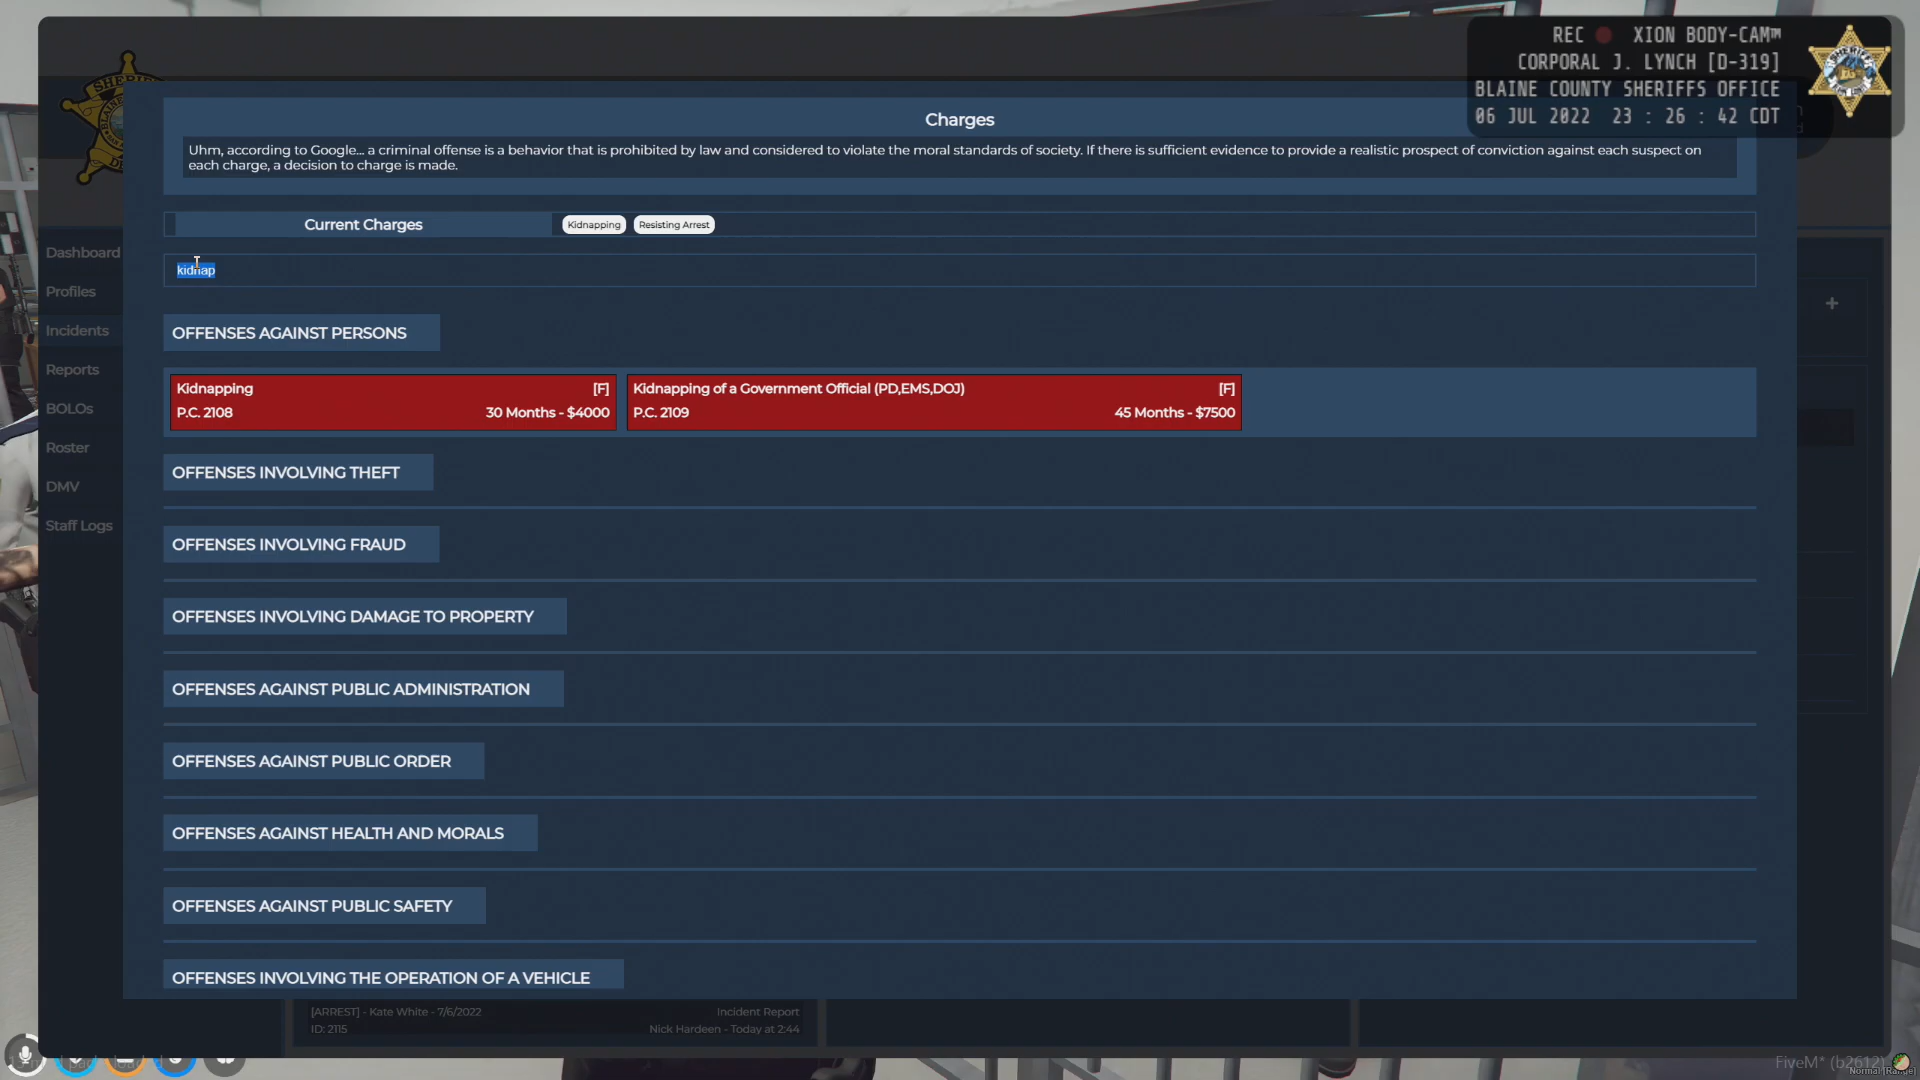 REC XION BODY-CAM™
CORPORAL J. LYNCH [D-319]
BLAINE COUNTY SHERIFFS OFFICE
06 JUL 2022 23 : 26 : 42 CDT
SHERIFF
Charges
Uhm, according to Google... a criminal offense is a behavior that is prohibited by law and considered to violate the moral standards of society. If there is sufficient evidence to provide a realistic prospect of conviction against each suspect on
each charge, a decision to charge is made.
Current Charges Kidnapping Resisting Arrest
kidnap
Dashboard
Profiles
Incidents
Reports
BOLOs
Roster
DMV
Staff Logs
OFFENSES AGAINST PERSONS
Kidnapping [F]
P.C. 2108 30 Months - $4000
Kidnapping of a Government Official (PD,EMS,DOJ) [F]
P.C. 2109 45 Months - $7500
OFFENSES INVOLVING THEFT
OFFENSES INVOLVING FRAUD
OFFENSES INVOLVING DAMAGE TO PROPERTY
OFFENSES AGAINST PUBLIC ADMINISTRATION
OFFENSES AGAINST PUBLIC ORDER
OFFENSES AGAINST HEALTH AND MORALS
OFFENSES AGAINST PUBLIC SAFETY
OFFENSES INVOLVING THE OPERATION OF A VEHICLE
[ARREST] - Kate White - 7/6/2022 Incident Report
ID: 2115 Nick Hardeen - Today at 2:44
FiveM* (b2612)
Normal [Range]